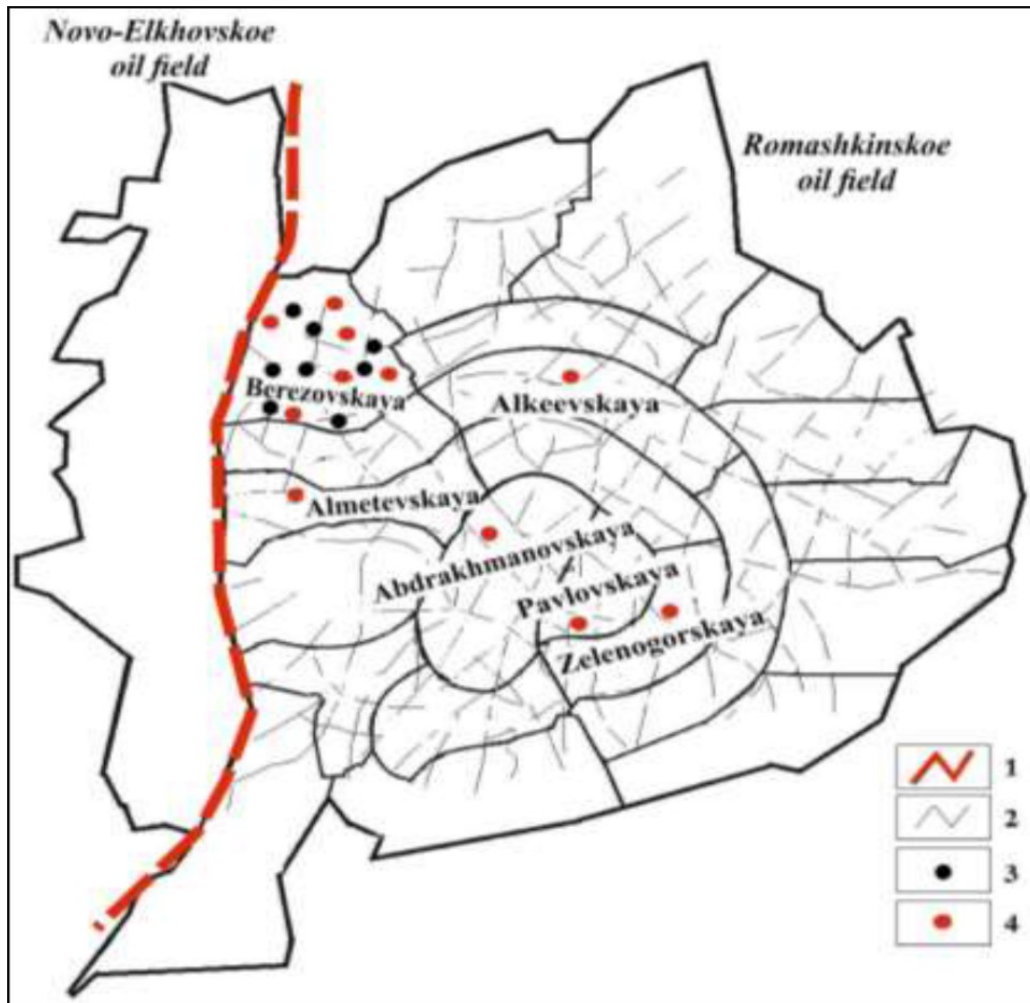 Novo-Elkhovskoe
oil field
Romashkinskoe
oil field
Berezovskaya
Alkeevskaya
Almetevskaya
Abdrakhmanovskaya
Pavlovskaya
Zelenogorskaya
1
2
3
4